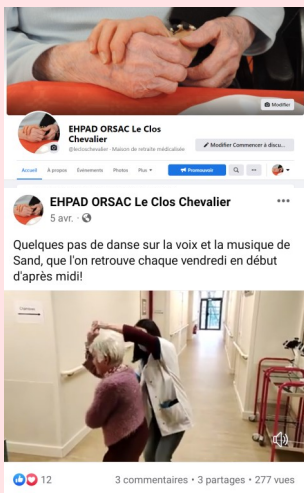 Modifier
EHPAD ORSAC Le Clos
Chevalier
@lecloschevalier · Maison de retraite médicalisée
Modifier Commencer à discu...
Accueil À propos Évènements Photos Plus
Promouvoir
EHPAD ORSAC Le Clos Chevalier
5 avr. ·
Quelques pas de danse sur la voix et la musique de
Sand, que l'on retrouve chaque vendredi en début
d'après midi!
12 3 commentaires • 3 partages • 277 vues